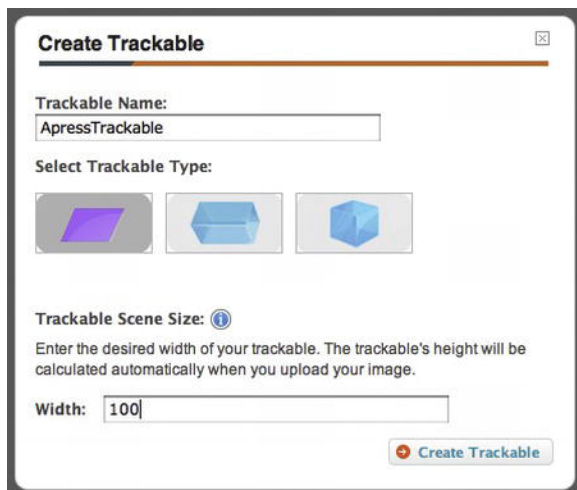 Create Trackable
Trackable Name:
ApressTrackable
Select Trackable Type:
Trackable Scene Size:
Enter the desired width of your trackable. The trackable's height will be
calculated automatically when you upload your image.
Width: 100
Create Trackable